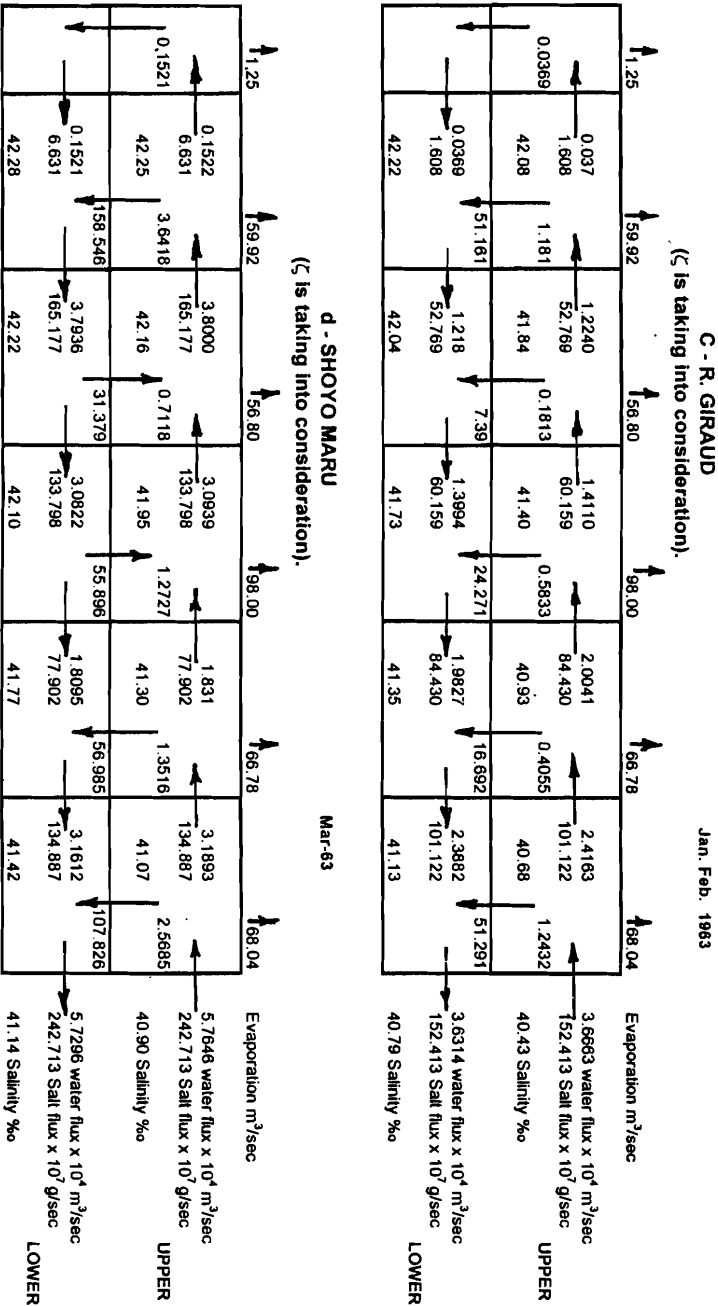 C - R. GIRAUD Jan. Feb. 1963
(ζ is taking into consideration).
1.25 59.92 56.80 98.00 66.78 68.04 Evaporation m³/sec
0.037 1.2240 1.4110 2.0041 2.4163 3.6663 water flux x 10⁴ m³/sec
1.608 52.769 60.159 84.430 101.122 152.413 Salt flux x 10⁷ g/sec
UPPER
0.0369 1.181 0.1813 0.5833 0.4055 1.2432
42.08 41.84 41.40 40.93 40.68 40.43 Salinity ‰
51.161 7.39 24.271 16.692 51.291
0.0369 1.218 1.3994 1.9827 2.3882 3.6314 water flux x 10⁴ m³/sec
1.608 52.769 60.159 84.430 101.122 152.413 Salt flux x 10⁷ g/sec
LOWER
42.22 42.04 41.73 41.35 41.13 40.79 Salinity ‰
d - SHOYO MARU Mar-63
(ζ is taking into consideration).
1.25 59.92 56.80 98.00 66.78 68.04 Evaporation m³/sec
0.1522 3.8000 3.0939 1.831 3.1893 5.7646 water flux x 10⁴ m³/sec
6.631 165.177 133.798 77.902 134.887 242.713 Salt flux x 10⁷ g/sec
UPPER
0.1521 3.6418 0.7118 1.2727 1.3516 2.5685
42.25 42.16 41.95 41.30 41.07 40.90 Salinity ‰
158.546 31.379 55.896 56.985 107.826
0.1521 3.7936 3.0822 1.8095 3.1612 5.7296 water flux x 10⁴ m³/sec
6.631 165.177 133.798 77.902 134.887 242.713 Salt flux x 10⁷ g/sec
LOWER
42.28 42.22 42.10 41.77 41.42 41.14 Salinity ‰